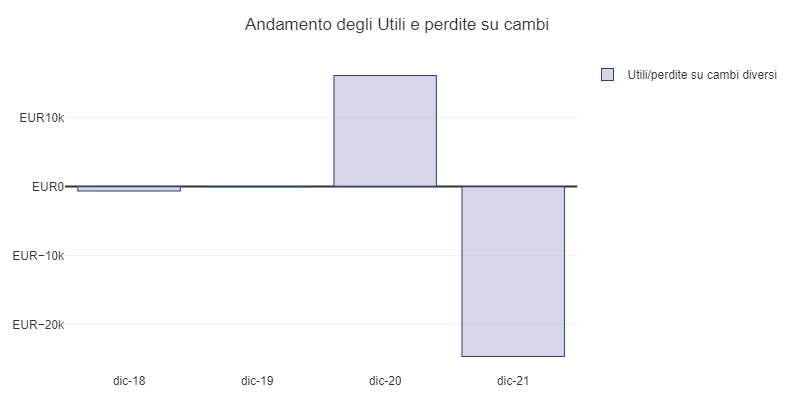 Andamento degli Utili e perdite su cambi
Utili/perdite su cambi diversi
EUR10k
EUR0
EUR−10k
EUR−20k
dic-18
dic-19
dic-20
dic-21